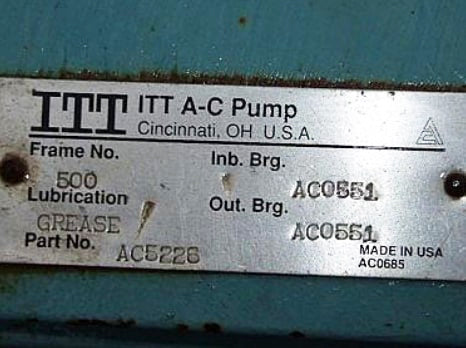 ITT ITT A-C Pump
Cincinnati, OH U.S.A.
Frame No. Inb. Brg.
500 AC0551
Lubrication Out. Brg.
GREASE AC0551
Part No. AC5226 MADE IN USA
AC0685